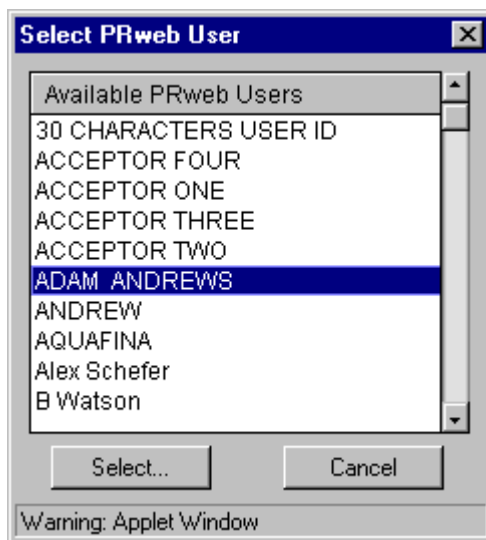 Select PRweb User
Available PRweb Users
30 CHARACTERS USER ID
ACCEPTOR FOUR
ACCEPTOR ONE
ACCEPTOR THREE
ACCEPTOR TWO
ADAM  ANDREWS
ANDREW
AQUAFINA
Alex Schefer
B Watson
Select... Cancel
Warning: Applet Window